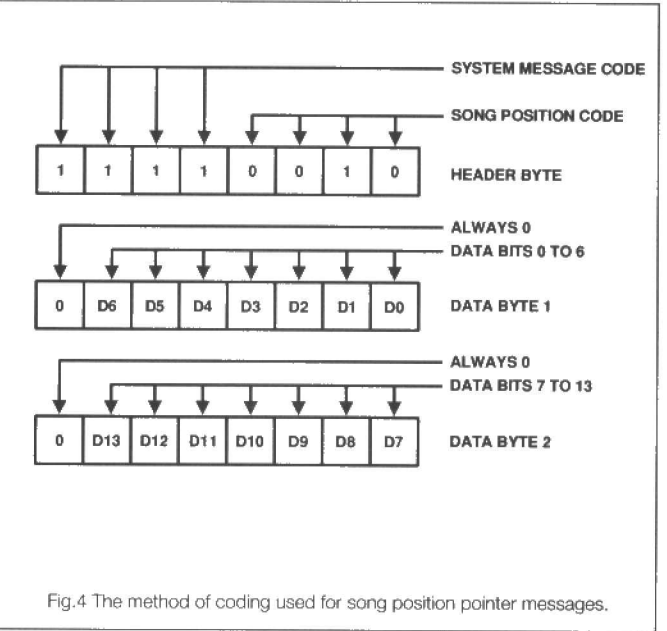 SYSTEM MESSAGE CODE
SONG POSITION CODE
1 1 1 1 0 0 1 0 HEADER BYTE
ALWAYS 0
DATA BITS 0 TO 6
0 D6 D5 D4 D3 D2 D1 D0 DATA BYTE 1
ALWAYS 0
DATA BITS 7 TO 13
0 D13 D12 D11 D10 D9 D8 D7 DATA BYTE 2
Fig.4 The method of coding used for song position pointer messages.